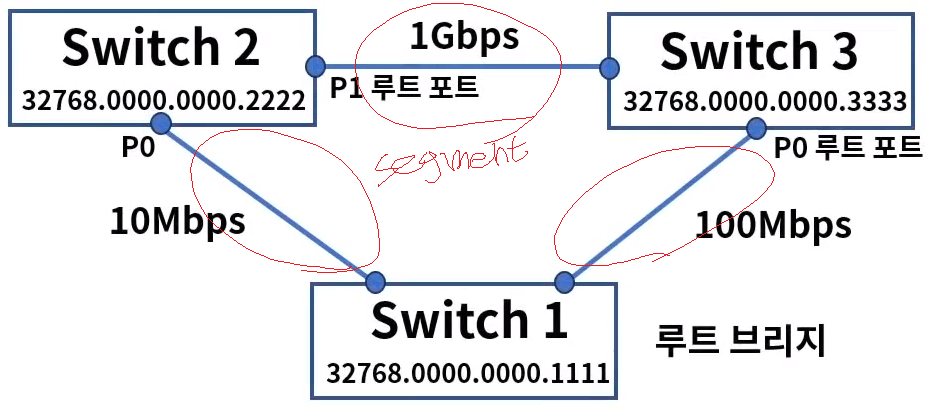 Switch 2
32768.0000.0000.2222
1Gbps
Switch 3
32768.0000.0000.3333
P1 루트 포트
P0
segment
P0 루트 포트
10Mbps
100Mbps
Switch 1
32768.0000.0000.1111
루트 브리지